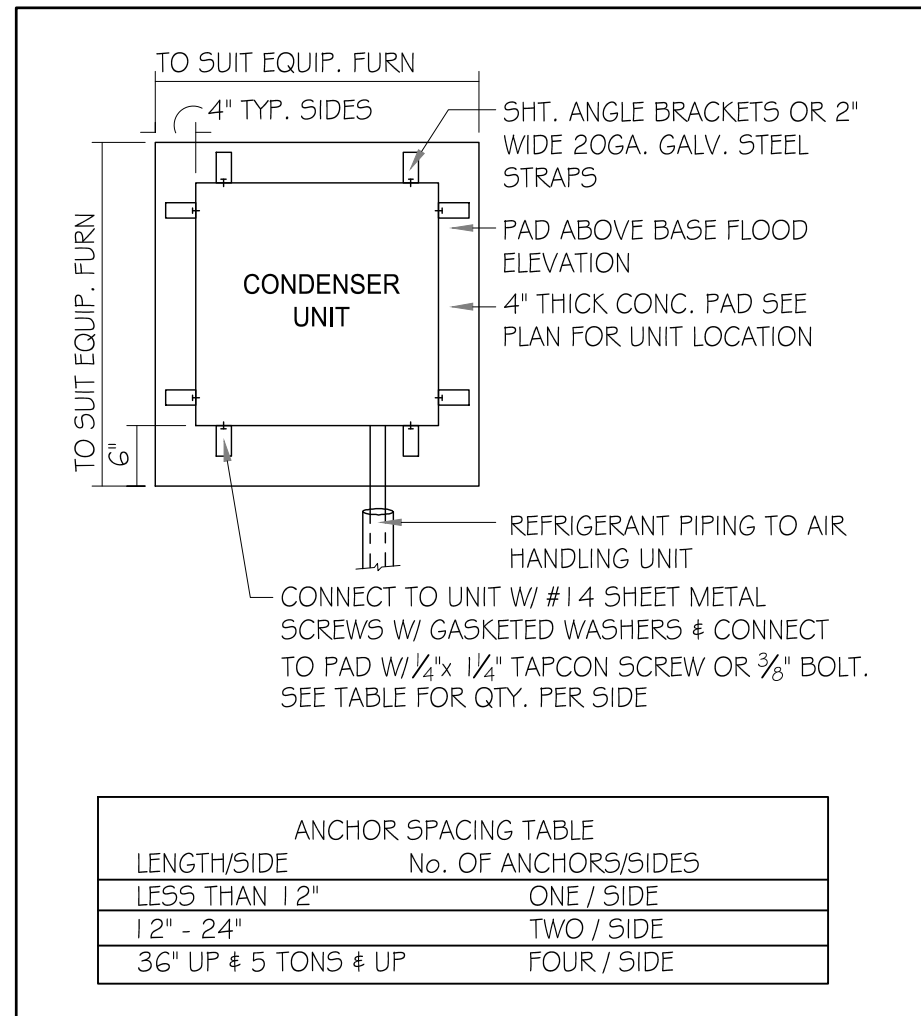 TO SUIT EQUIP. FURN
4" TYP. SIDES
SHT. ANGLE BRACKETS OR 2"
WIDE 20GA. GALV. STEEL
STRAPS
TO SUIT EQUIP. FURN
PAD ABOVE BASE FLOOD
ELEVATION
CONDENSER
UNIT
4" THICK CONC. PAD SEE
PLAN FOR UNIT LOCATION
6"
REFRIGERANT PIPING TO AIR
HANDLING UNIT
CONNECT TO UNIT W/ #14 SHEET METAL
SCREWS W/ GASKETED WASHERS & CONNECT
TO PAD W/ 1/4"x 1 1/4" TAPCON SCREW OR 3/8" BOLT.
SEE TABLE FOR QTY. PER SIDE
ANCHOR SPACING TABLE
LENGTH/SIDE No. OF ANCHORS/SIDES
LESS THAN 12" ONE / SIDE
12" - 24" TWO / SIDE
36" UP & 5 TONS & UP FOUR / SIDE